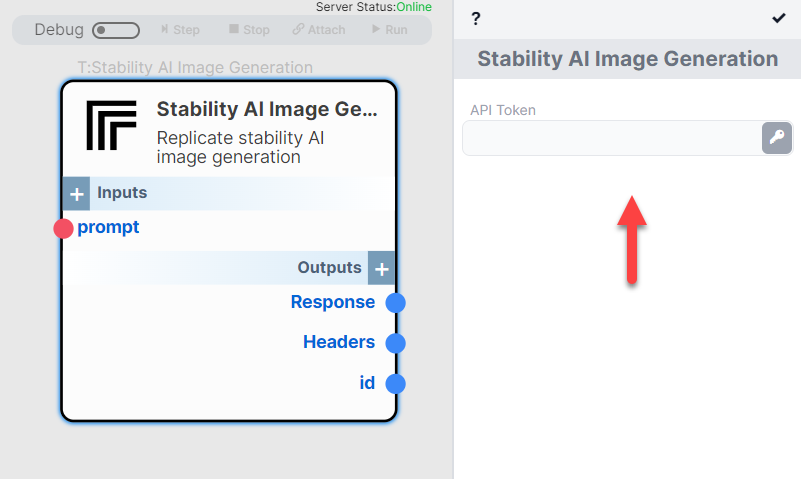 Server Status:Online
Debug Step Stop Attach Run
T:Stability AI Image Generation
Stability AI Image Ge...
Replicate stability AI
image generation
+ Inputs
prompt
Outputs +
Response
Headers
id
?
Stability AI Image Generation
API Token